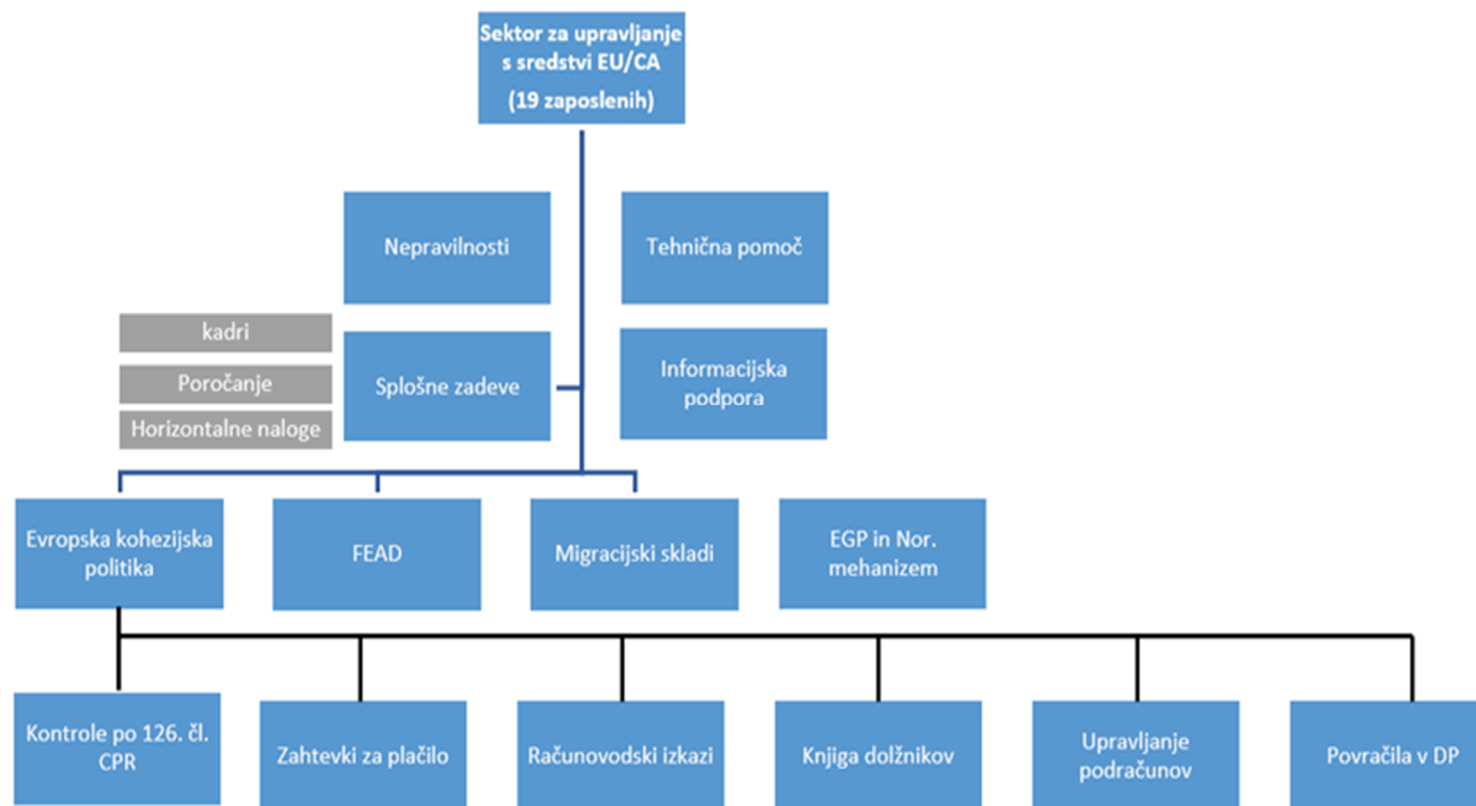 Sektor za upravljanje
s sredstvi EU/CA
(19 zaposlenih)
Nepravilnosti
Tehnična pomoč
kadri
Poročanje
Horizontalne naloge
Splošne zadeve
Informacijska
podpora
Evropska kohezijska
politika
FEAD
Migracijski skladi
EGP in Nor.
mehanizem
Kontrole po 126. čl.
CPR
Zahtevki za plačilo
Računovodski izkazi
Knjiga dolžnikov
Upravljanje
podračunov
Povračila v DP